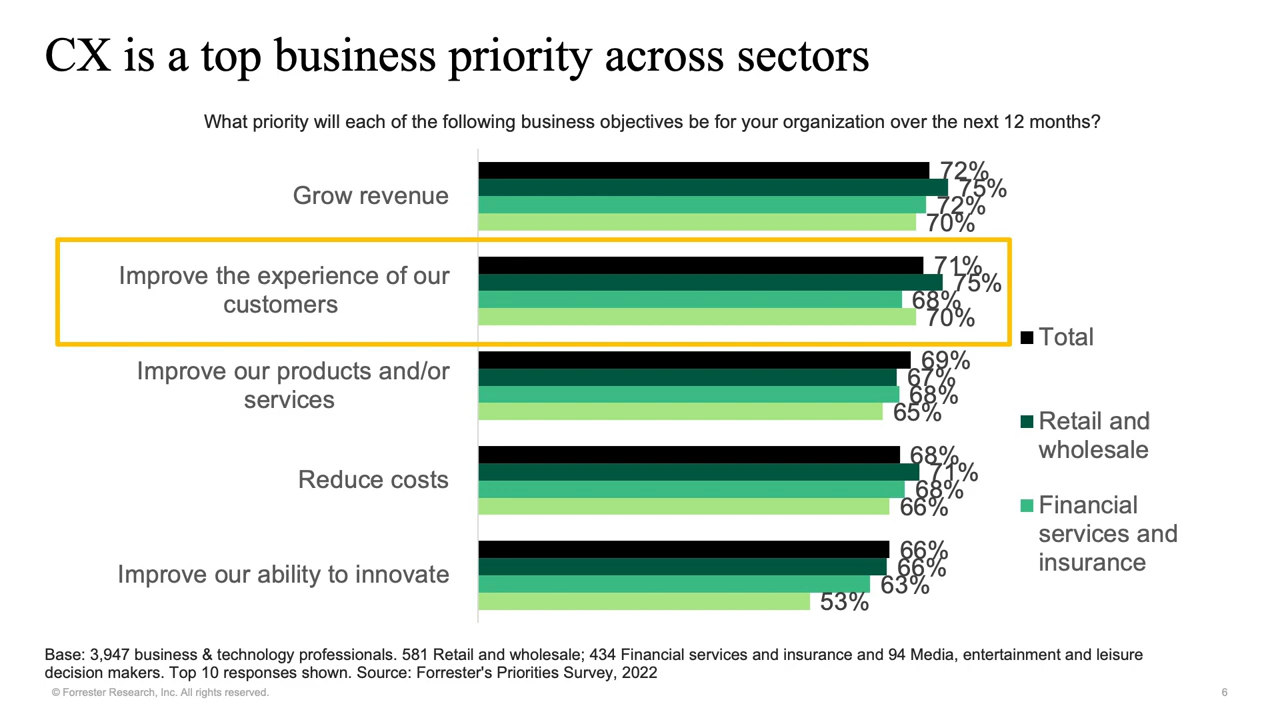 CX is a top business priority across sectors
What priority will each of the following business objectives be for your organization over the next 12 months?
Grow revenue
72%
75%
72%
70%
Improve the experience of our
customers
71%
75%
68%
70%
Improve our products and/or
services
69%
67%
68%
65%
Reduce costs
68%
71%
68%
66%
Improve our ability to innovate
66%
66%
63%
53%
Total
Retail and
wholesale
Financial
services and
insurance
Base: 3,947 business & technology professionals. 581 Retail and wholesale; 434 Financial services and insurance and 94 Media, entertainment and leisure
decision makers. Top 10 responses shown. Source: Forrester's Priorities Survey, 2022
© Forrester Research, Inc. All rights reserved.
6